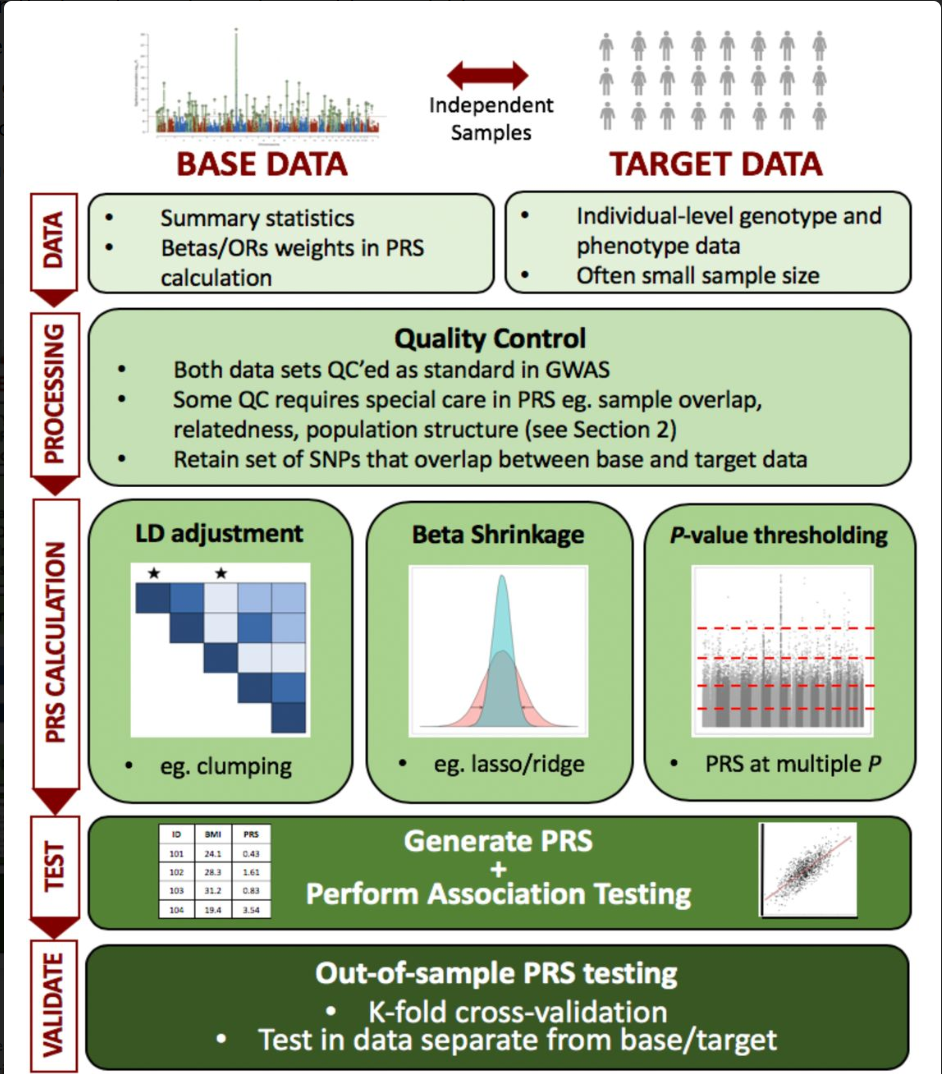 Independent
Samples
BASE DATA
TARGET DATA
DATA
• Summary statistics
• Betas/ORs weights in PRS
calculation
• Individual-level genotype and
phenotype data
• Often small sample size
PROCESSING
Quality Control
• Both data sets QC'ed as standard in GWAS
• Some QC requires special care in PRS eg. sample overlap,
relatedness, population structure (see Section 2)
• Retain set of SNPs that overlap between base and target data
PRS CALCULATION
LD adjustment
• eg. clumping
Beta Shrinkage
• eg. lasso/ridge
P-value thresholding
• PRS at multiple P
TEST
ID BMI PRS
101 24.1 0.43
102 28.3 1.61
103 31.2 0.83
104 19.4 3.54
Generate PRS
+
Perform Association Testing
VALIDATE
Out-of-sample PRS testing
• K-fold cross-validation
• Test in data separate from base/target